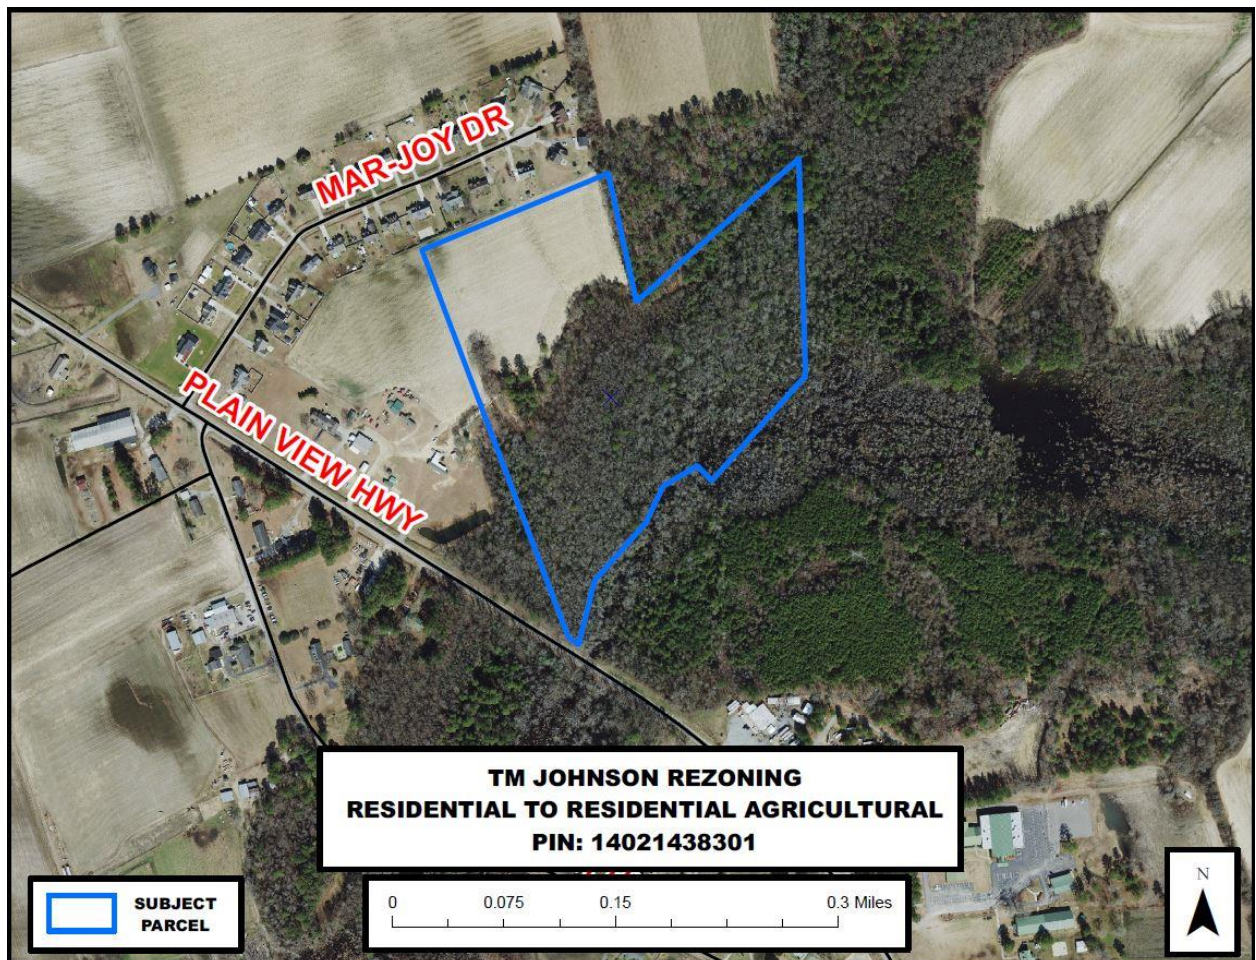 MAR-JOY DR
PLAIN VIEW HWY
TM JOHNSON REZONING
RESIDENTIAL TO RESIDENTIAL AGRICULTURAL
PIN: 14021438301
SUBJECT
PARCEL
0 0.075 0.15 0.3 Miles
N